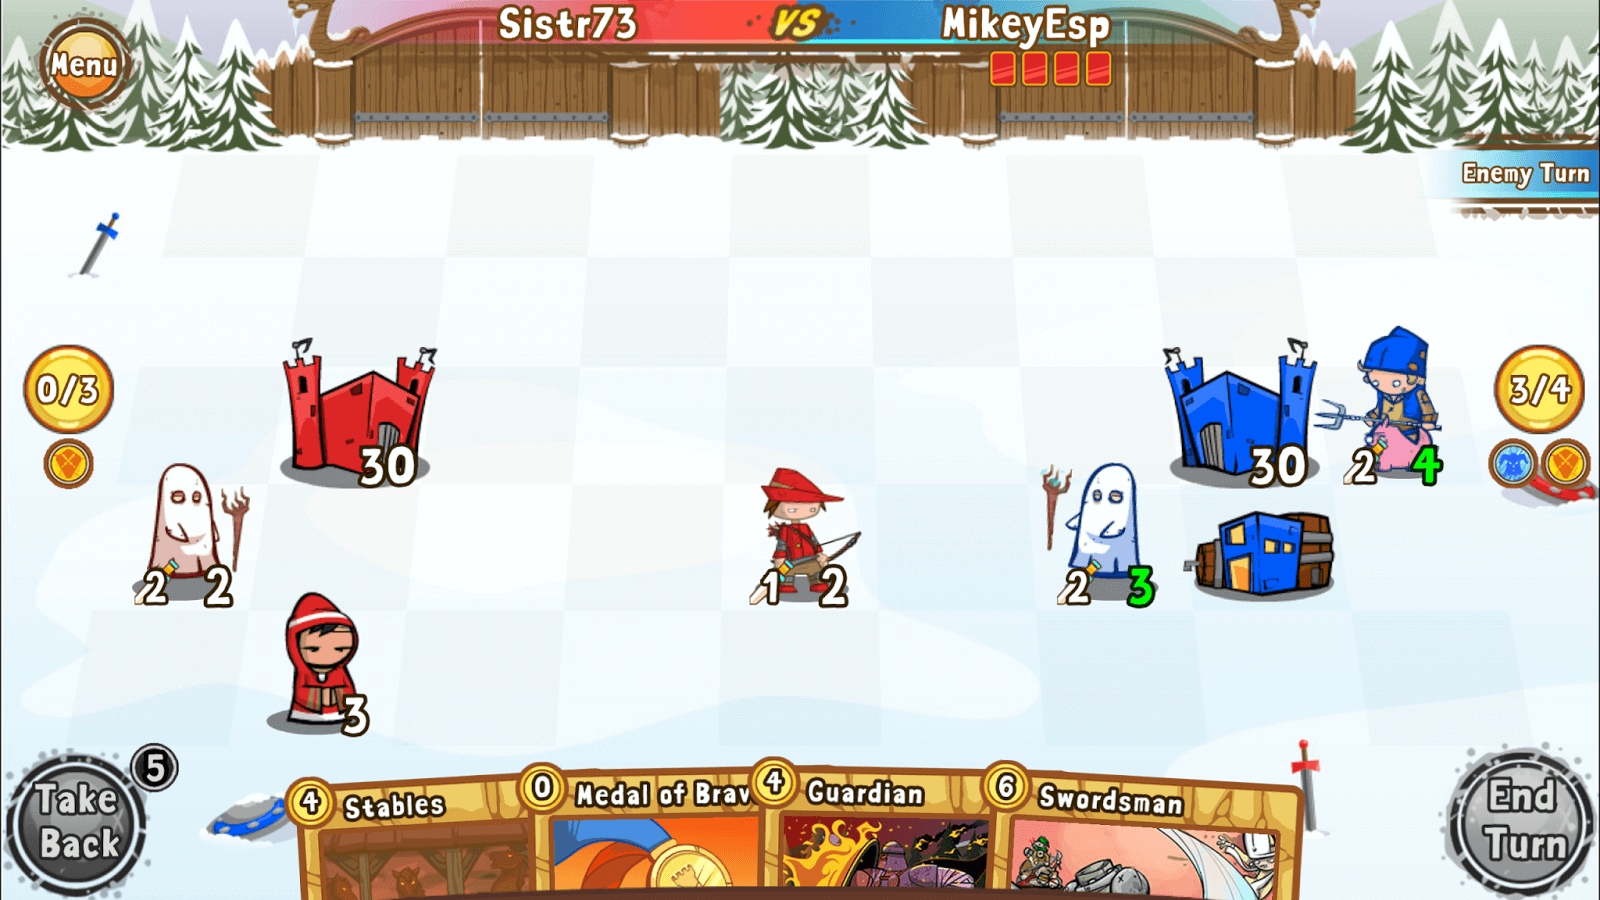 Sistr73
VS
MikeyEsp
Menu
Enemy Turn
0/3
3/4
30
30
2
4
2
2
1
2
2
3
3
5
Take
Back
4
Stables
0
Medal of Brav
4
Guardian
6
Swordsman
End
Turn